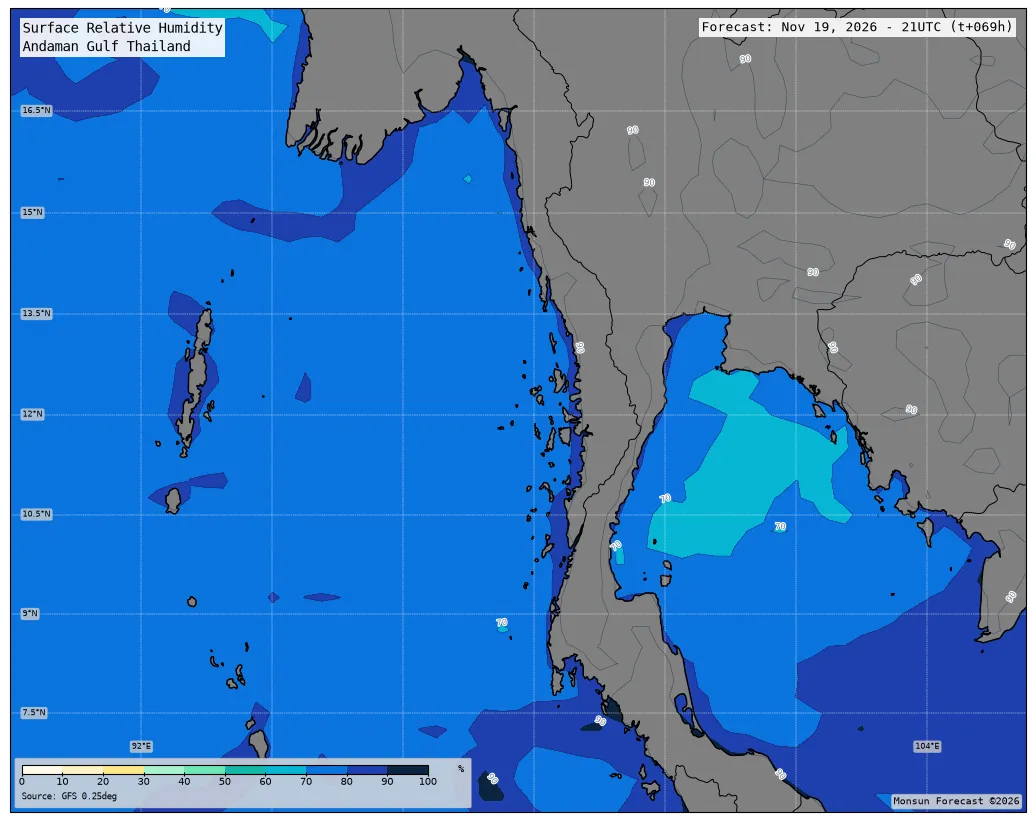 Surface Relative Humidity
Andaman Gulf Thailand
Forecast: Nov 19, 2026 - 21UTC (t+069h)
90
90
16.5°N
90
15°N
90
90
90
13.5°N
90
90
12°N
90
70
10.5°N
70
70
90
9°N
70
7.5°N
90
92°E
104°E
90
90
0 10 20 30 40 50 60 70 80 90 100 %
Source: GFS 0.25deg
Monsun Forecast ©2026